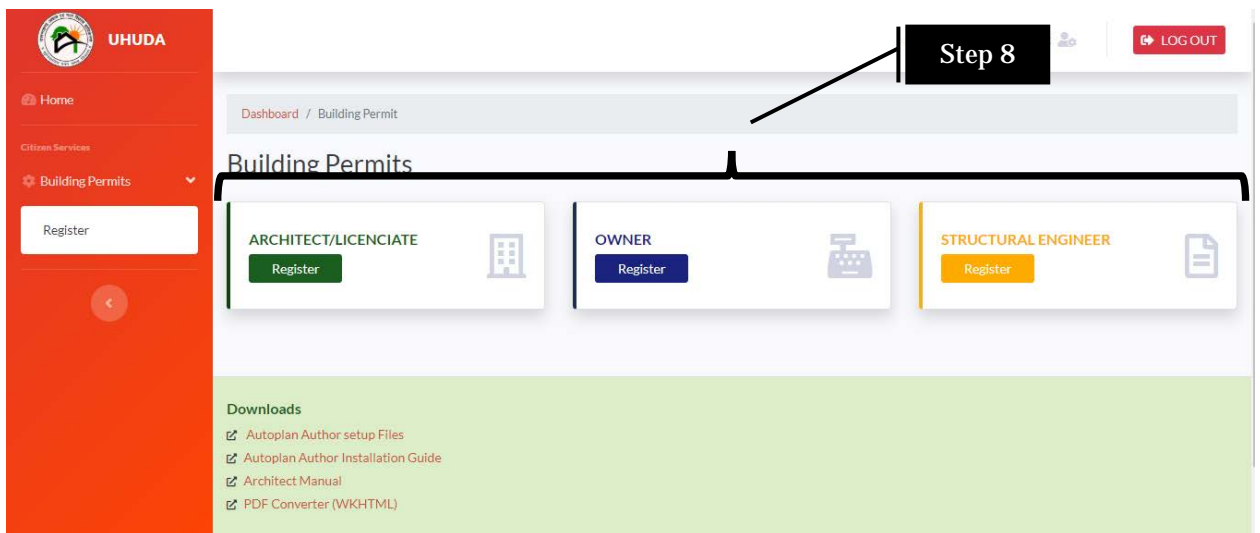 UHUDA
Step 8
LOG OUT
Home
Dashboard / Building Permit
Citizen Services
Building Permits
Building Permits
Register
ARCHITECT/LICENCIATE
Register
OWNER
Register
STRUCTURAL ENGINEER
Register
Downloads
Autoplan Author setup Files
Autoplan Author Installation Guide
Architect Manual
PDF Converter (WKHTML)